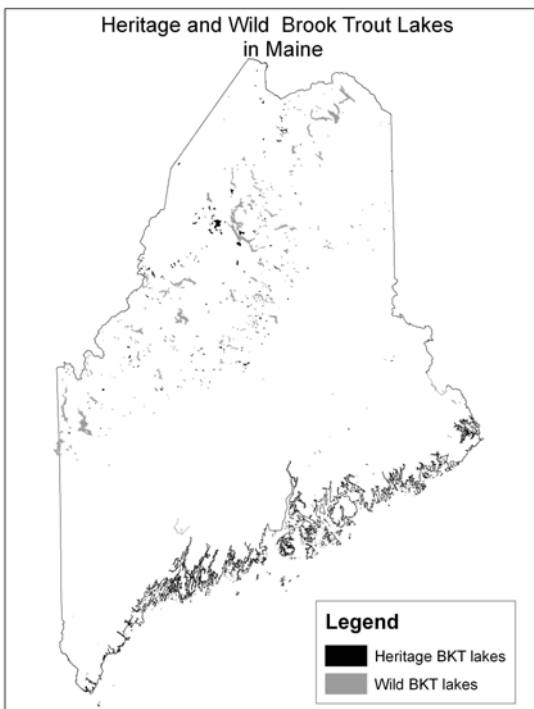 Heritage and Wild Brook Trout Lakes
in Maine
Legend
Heritage BKT lakes
Wild BKT lakes